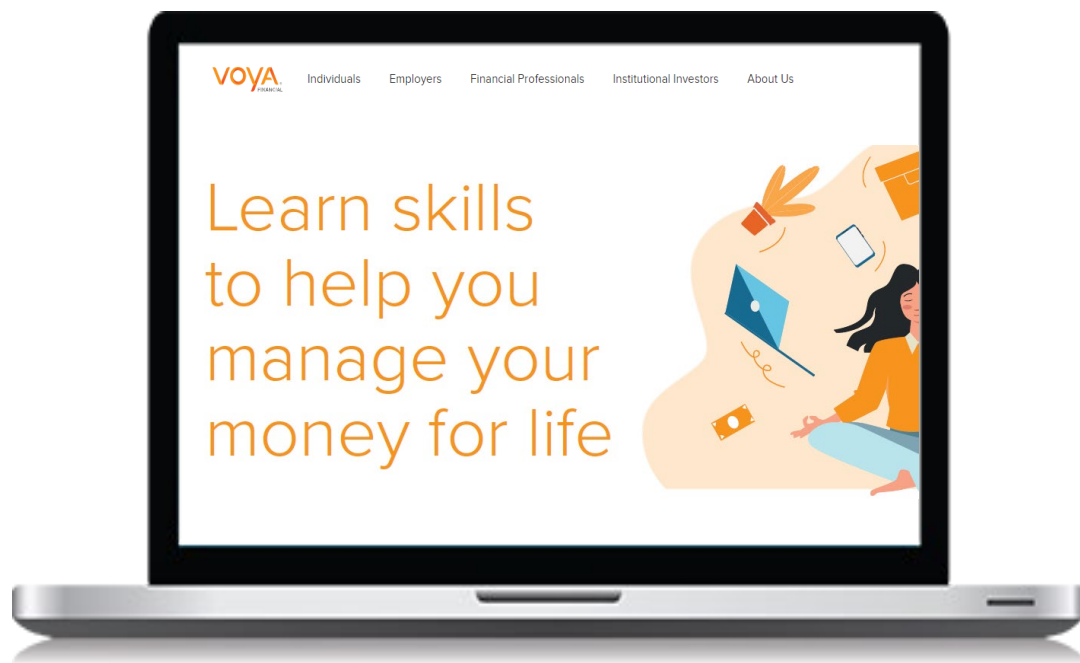 VOYA
FINANCIAL
Individuals Employers Financial Professionals Institutional Investors About Us
Learn skills
to help you
manage your
money for life